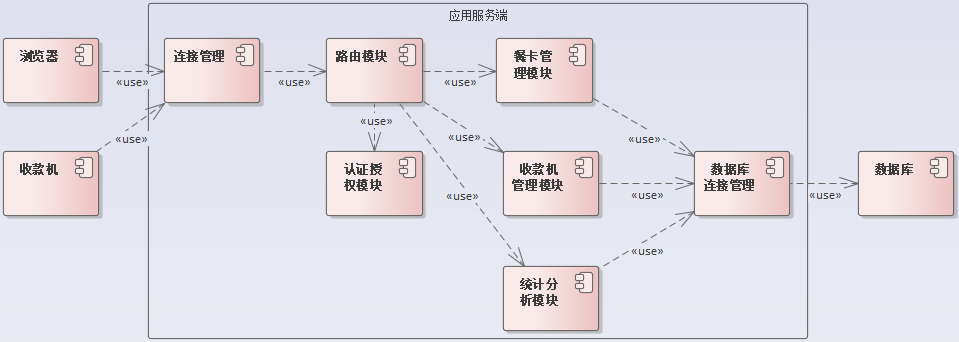 应用服务端
浏览器
«use»
连接管理
«use»
路由模块
«use»
餐卡管
理模块
«use»
«use»
«use»
«use»
收款机
认证授
权模块
收款机
管理模块
«use»
数据库
连接管理
«use»
数据库
«use»
«use»
统计分
析模块